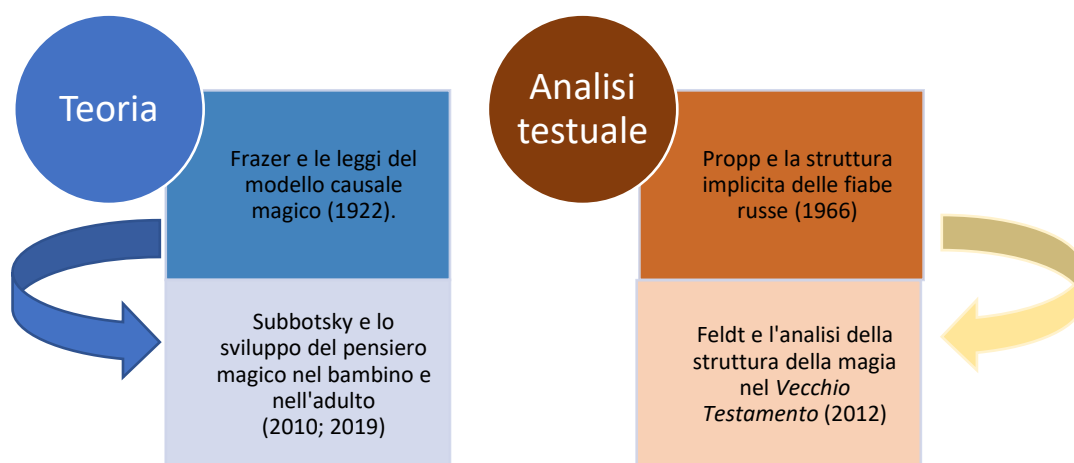 Teoria
Frazer e le leggi del
modello causale
magico (1922).
Subbotsky e lo
sviluppo del pensiero
magico nel bambino e
nell'adulto
(2010; 2019)
Analisi
testuale
Propp e la struttura
implicita delle fiabe
russe (1966)
Feldt e l'analisi della
struttura della magia
nel Vecchio
Testamento (2012)